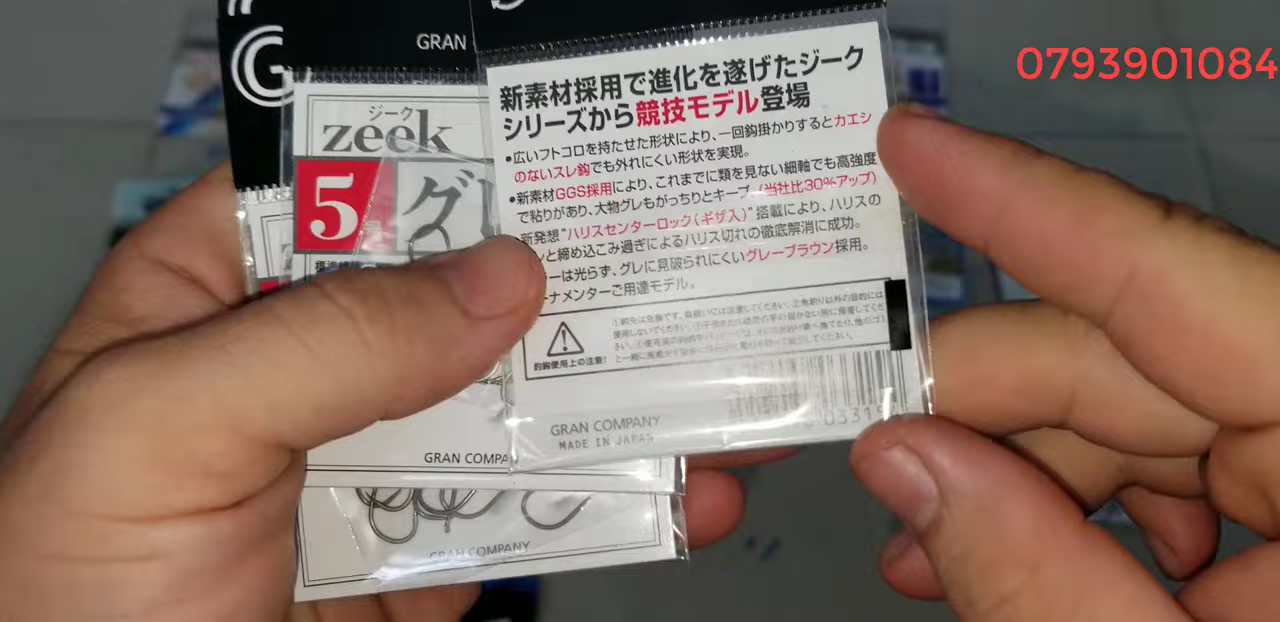 0793901084
GRAN
ジーク
zeek
5
グレ
新素材採用で進化を遂げたジーク
シリーズから競技モデル登場
•広いフトコロを持たせた形状により、一回鈎掛かりするとカエシ
のないスレ鈎でも外れにくい形状を実現。
•新素材GGS採用により、これまでに類を見ない細軸でも高強度
で粘りがあり、大物グレもがっちりとキープ。(当社比30%アップ)
新発想"ハリスセンターロック(ギザ入)"搭載により、ハリスの
ンと締め込こみ過ぎによるハリス切れの徹底解消に成功。
ーは光らず、グレに見破られにくいグレーブラウン採用。
ーナメンターご用達モデル。
釣鈎使用上の注意!
GRAN COMPANY
MADE IN JAPAN
GRAN COMPA
GRAN COMPANY